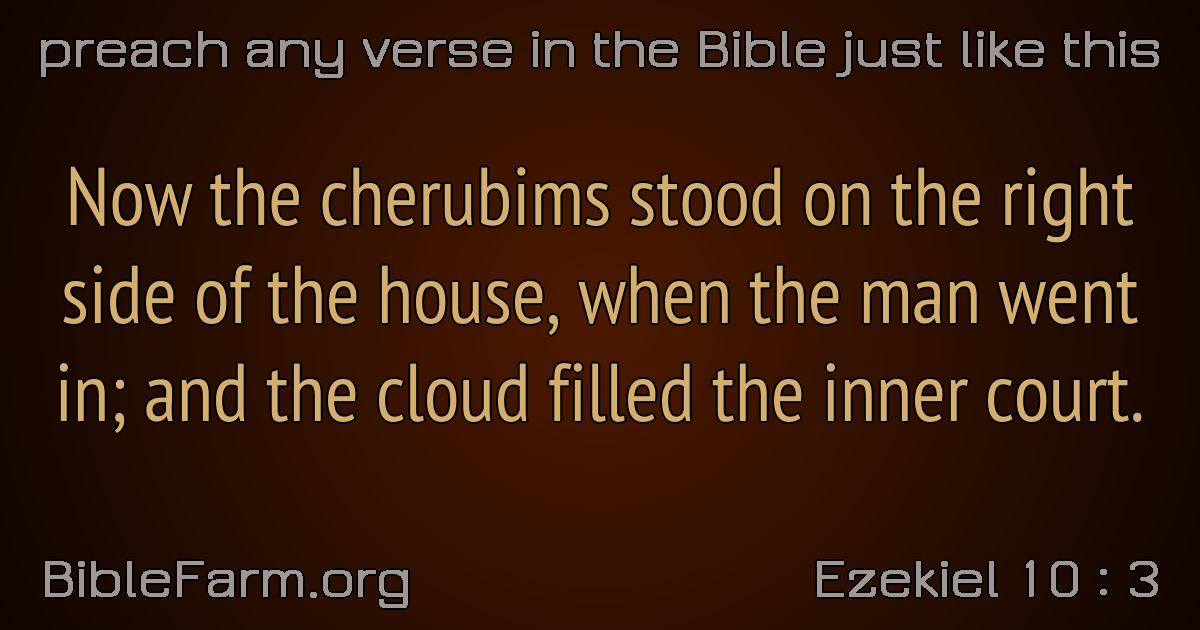 preach any verse in the Bible just like this
Now the cherubims stood on the right
side of the house, when the man went
in; and the cloud filled the inner court.
BibleFarm.org
Ezekiel 10 : 3